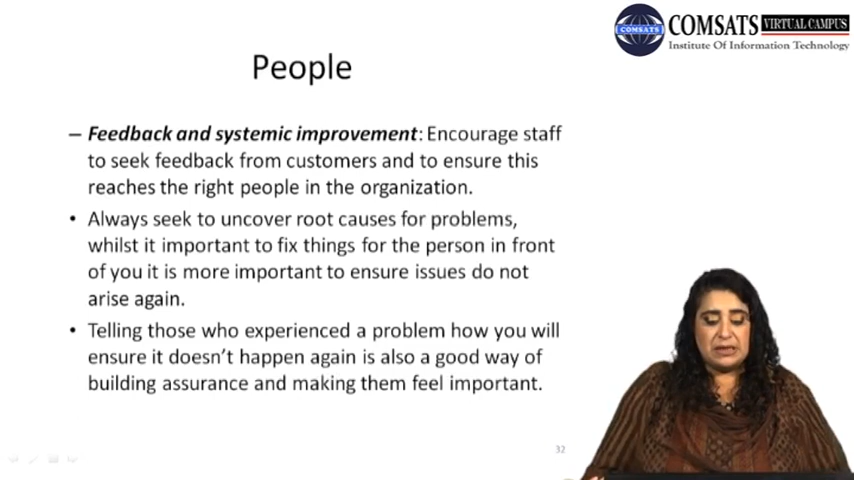 COMSATS VIRTUAL CAMPUS
COMSATS
Institute Of Information Technology
People
– Feedback and systemic improvement: Encourage staff
to seek feedback from customers and to ensure this
reaches the right people in the organization.
• Always seek to uncover root causes for problems,
whilst it important to fix things for the person in front
of you it is more important to ensure issues do not
arise again.
• Telling those who experienced a problem how you will
ensure it doesn't happen again is also a good way of
building assurance and making them feel important.
32